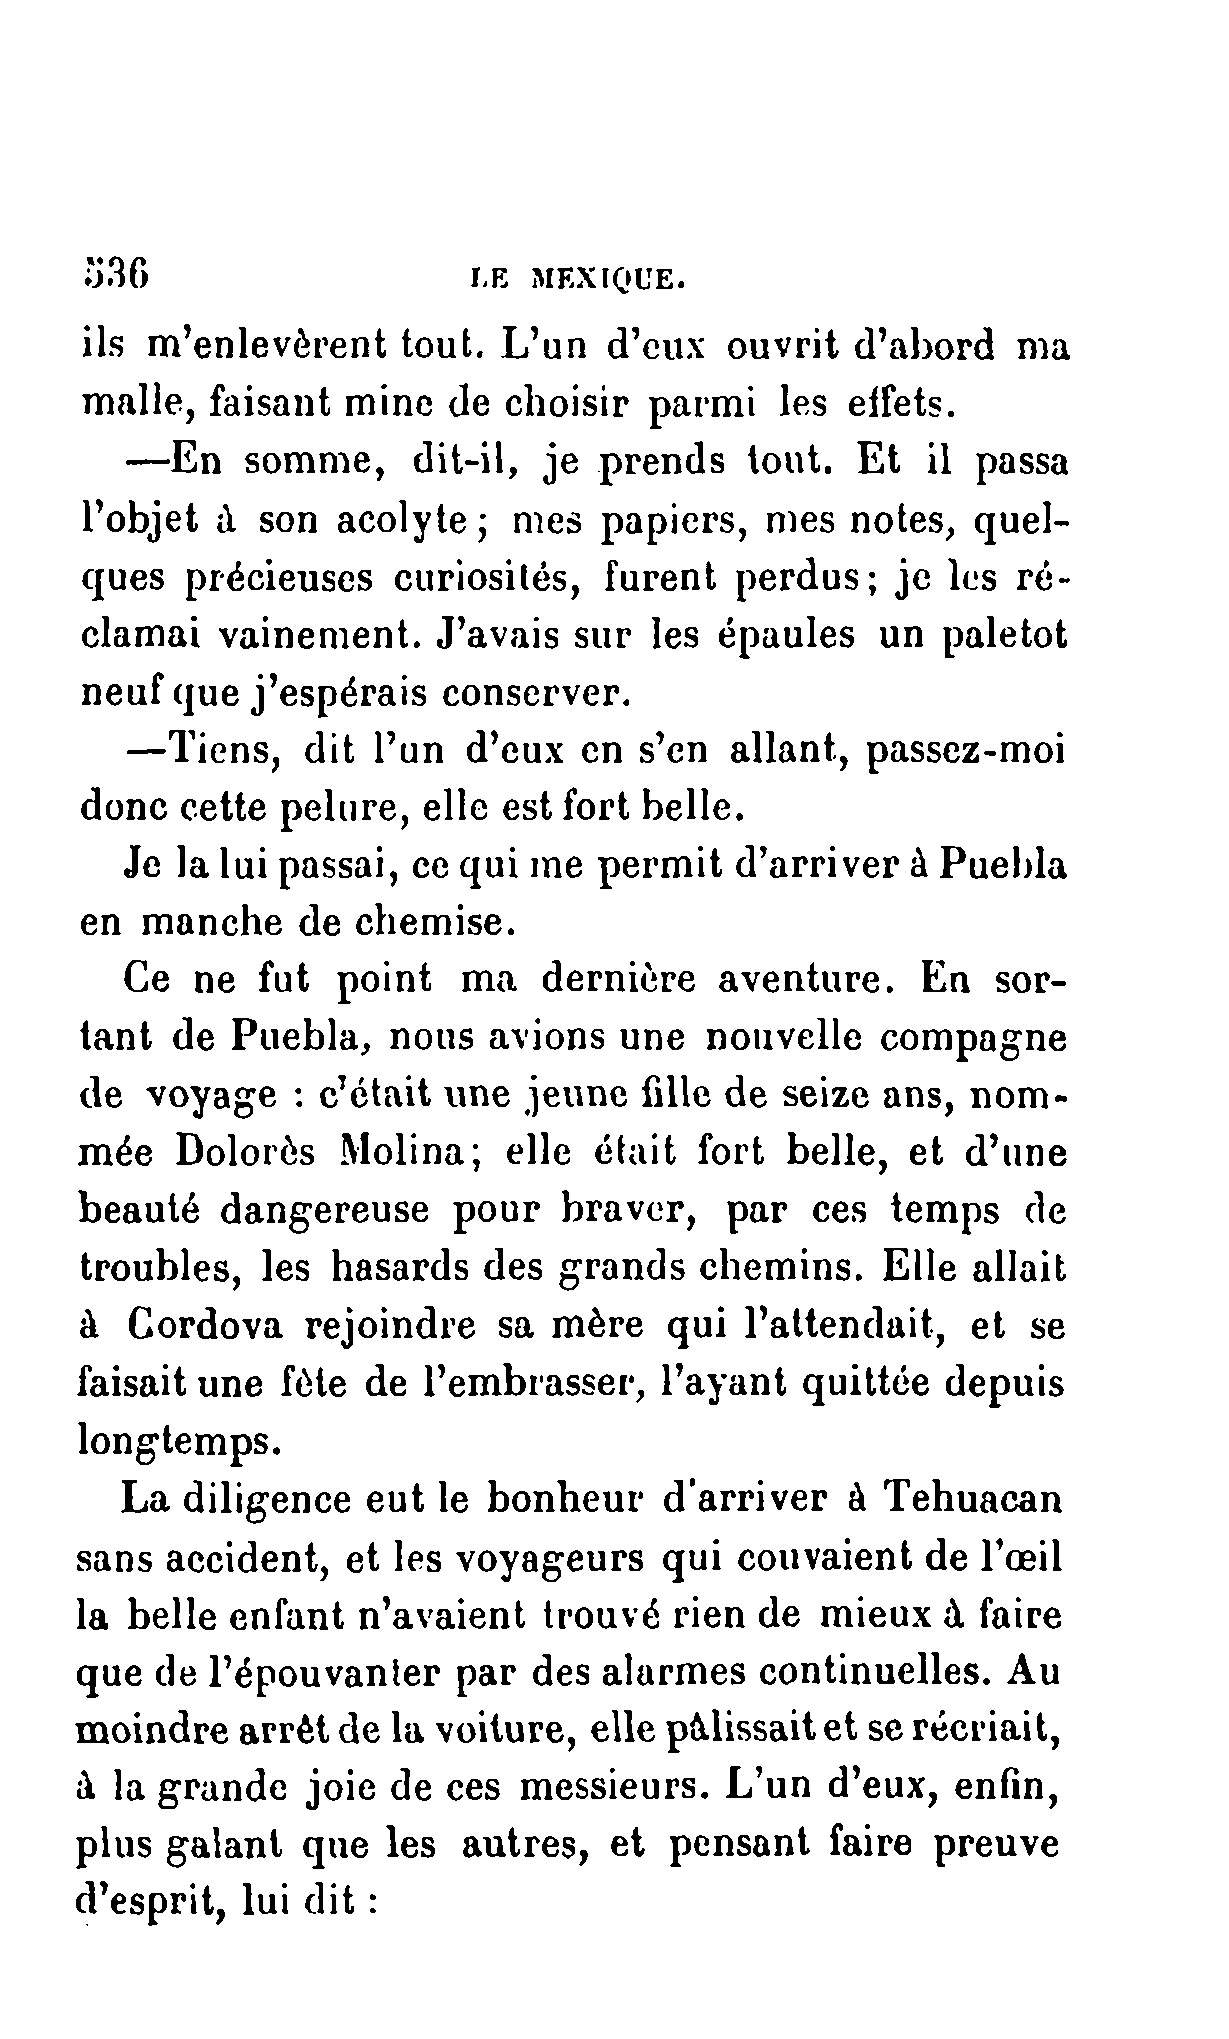 536 LE MEXIQUE.
ils m'enlevèrent tout. L'un d'eux ouvrit d'abord ma
malle, faisant mine de choisir parmi les effets.
—En somme, dit-il, je prends tout. Et il passa
l'objet à son acolyte ; mes papiers, mes notes, quel-
ques précieuses curiosités, furent perdus ; je les ré-
clamai vainement. J'avais sur les épaules un paletot
neuf que j'espérais conserver.
—Tiens, dit l'un d'eux en s'en allant, passez-moi
donc cette pelure, elle est fort belle.
Je la lui passai, ce qui me permit d'arriver à Puebla
en manche de chemise.
Ce ne fut point ma dernière aventure. En sor-
tant de Puebla, nous avions une nouvelle compagne
de voyage : c'était une jeune fille de seize ans, nom-
mée Dolorès Molina ; elle était fort belle, et d'une
beauté dangereuse pour braver, par ces temps de
troubles, les hasards des grands chemins. Elle allait
à Cordova rejoindre sa mère qui l'attendait, et se
faisait une fête de l'embrasser, l'ayant quittée depuis
longtemps.
La diligence eut le bonheur d'arriver à Tehuacan
sans accident, et les voyageurs qui couvaient de l'œil
la belle enfant n'avaient trouvé rien de mieux à faire
que de l'épouvanter par des alarmes continuelles. Au
moindre arrêt de la voiture, elle pâlissait et se récriait,
à la grande joie de ces messieurs. L'un d'eux, enfin,
plus galant que les autres, et pensant faire preuve
d'esprit, lui dit :